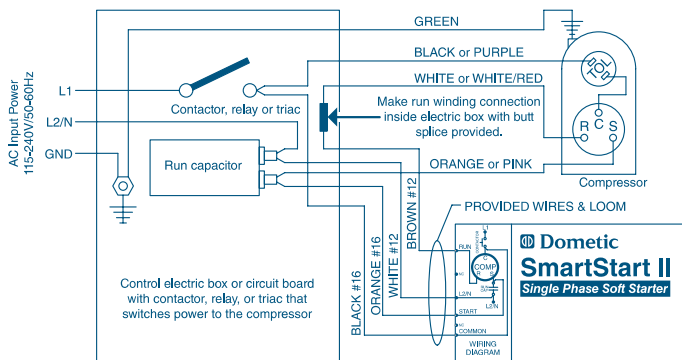 GREEN
BLACK or PURPLE
WHITE or WHITE/RED
AC Input Power
115-240V/50-60Hz
L1
L2/N
GND
Contactor, relay or triac
Make run winding connection
inside electric box with butt
splice provided.
T L
R C S
Run capacitor
ORANGE or PINK
Compressor
PROVIDED WIRES & LOOM
BROWN #12
WHITE #12
ORANGE #16
BLACK #16
Control electric box or circuit board
with contactor, relay, or triac that
switches power to the compressor
L1
RUN
C
COMP
R S
NC
L2/N
L2/N
START
NC
COMMON
WIRING
DIAGRAM
Dometic
SmartStart II
Single Phase Soft Starter